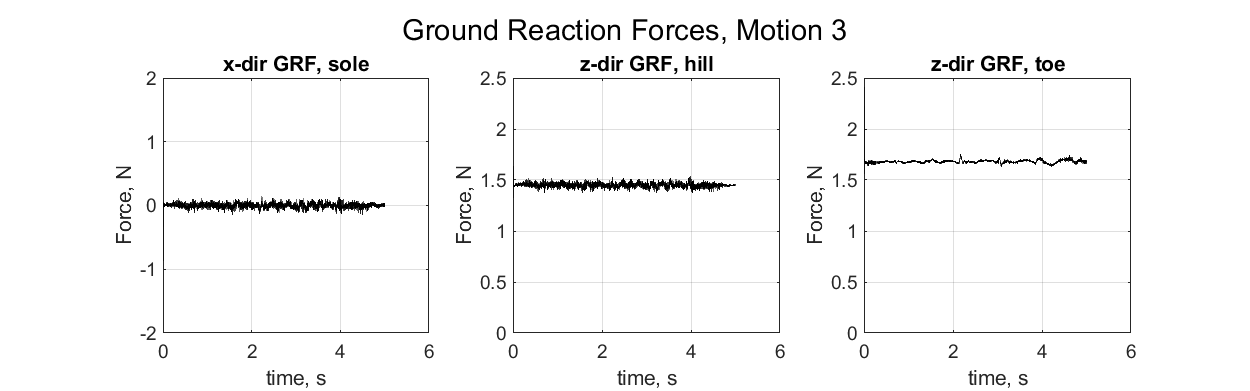 Ground Reaction Forces, Motion 3
x-dir GRF, sole
2
1
0
-1
-2
Force, N
0 2 4 6
time, s
z-dir GRF, hill
2.5
2
1.5
1
0.5
0
Force, N
0 2 4 6
time, s
z-dir GRF, toe
2.5
2
1.5
1
0.5
0
Force, N
0 2 4 6
time, s